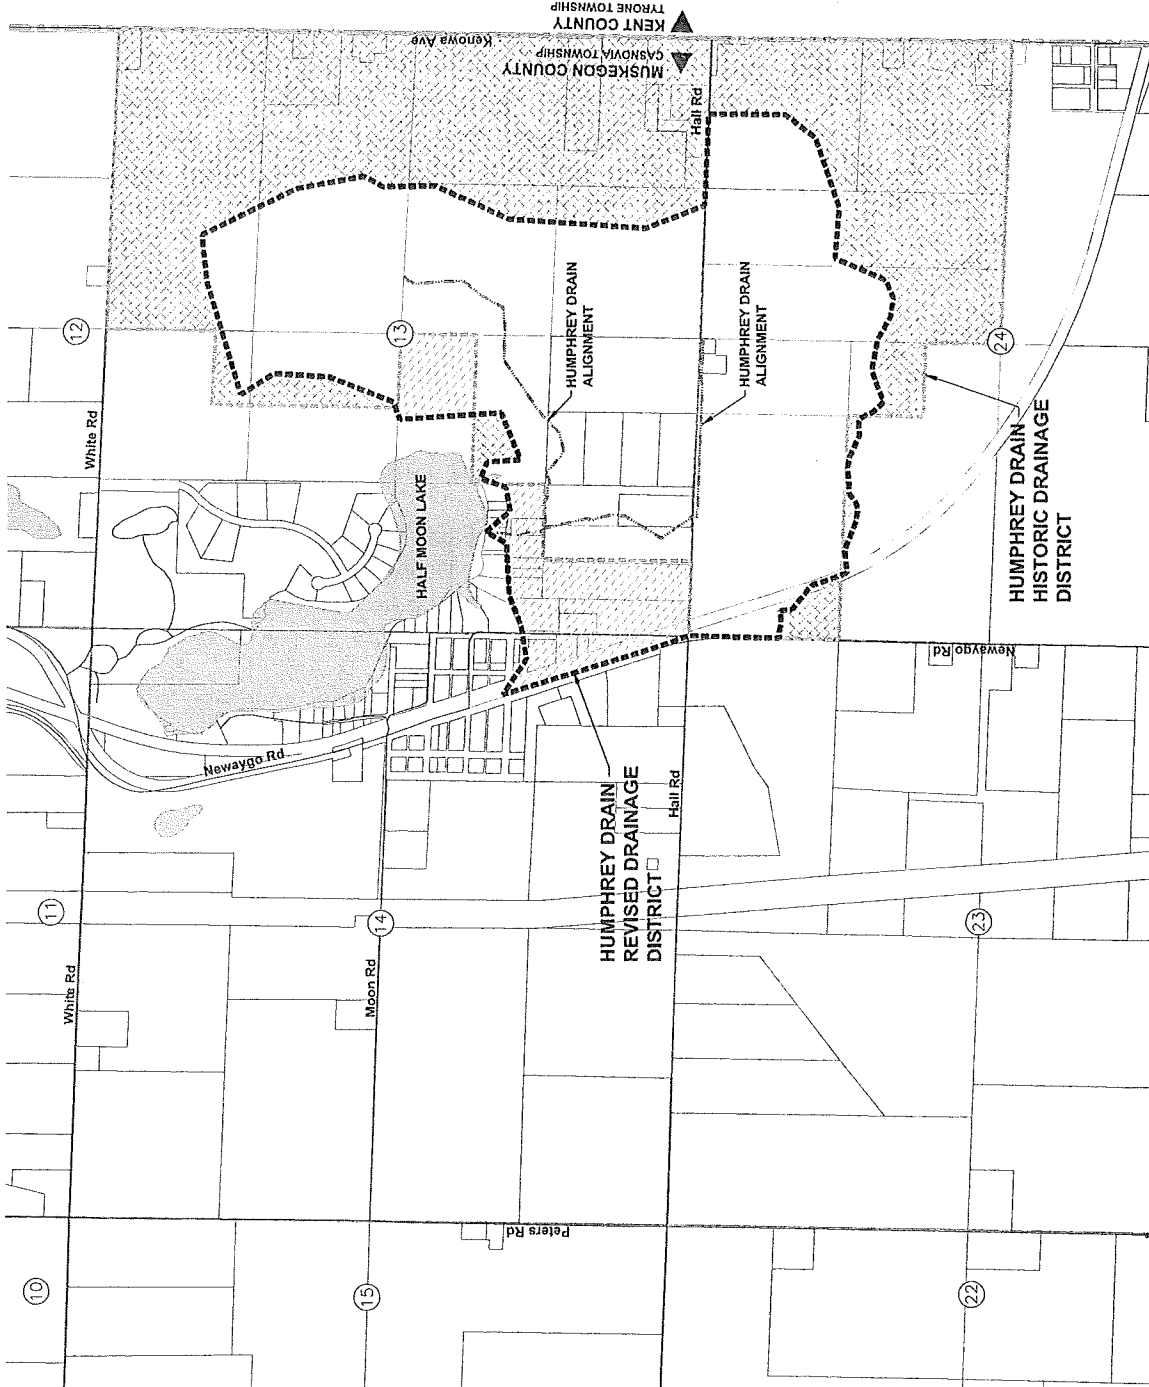 TYRONE TOWNSHIP
KENT COUNTY
Kenowa Ave
CASNOVIA TOWNSHIP
MUSKEGON COUNTY
Hall Rd
12
13
HUMPHREY DRAIN
ALIGNMENT
HUMPHREY DRAIN
ALIGNMENT
24
White Rd
HALF MOON LAKE
HUMPHREY DRAIN
HISTORIC DRAINAGE
DISTRICT
Newaygo
Rd
Newaygo Rd
HUMPHREY DRAIN
REVISED DRAINAGE
DISTRICT
Hall Rd
11
14
23
White Rd
Moon Rd
Peters Rd
10
15
22